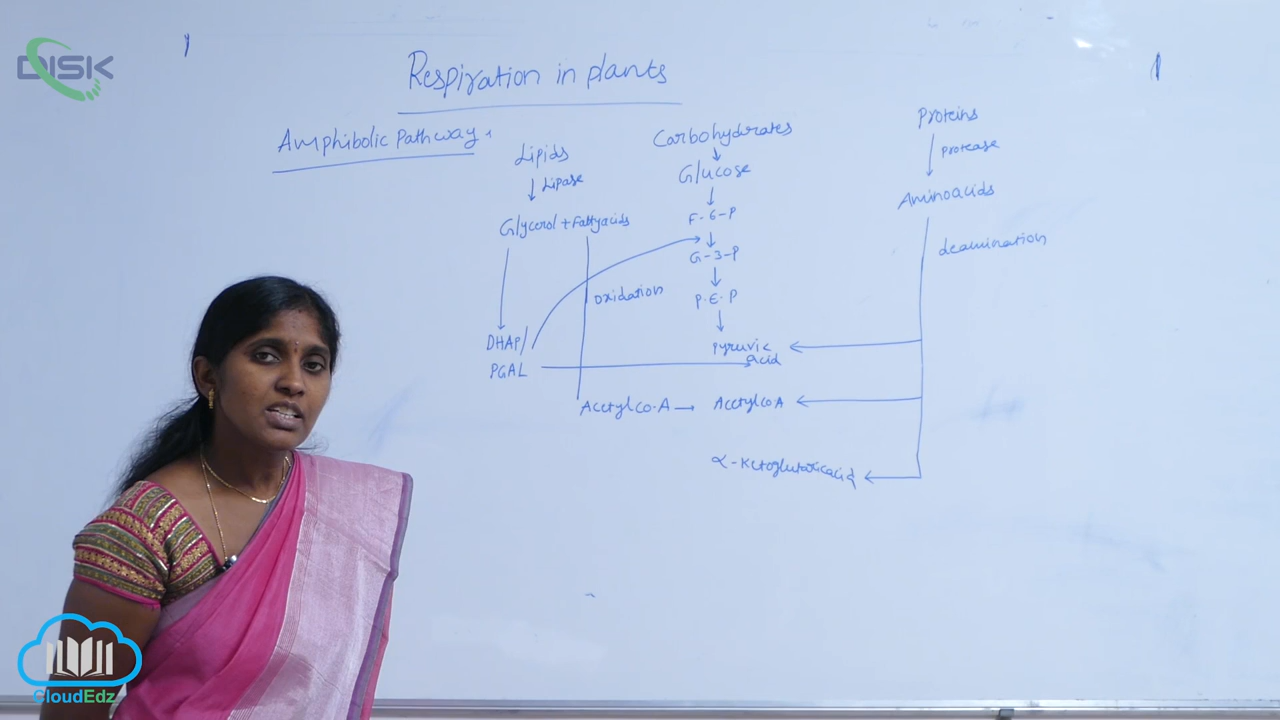 DISK
Respiration in plants
Amphibolic Pathway.
Lipids
Lipase
Glycerol + Fattyacids
oxidation
DHAP/
PGAL
Acetylco.A
Carbohydrates
Glucose
F-6-P
G-3-P
P.E.P
Pyruvic
acid
AcetylcoA
α-Ketoglutaricacid
Proteins
protease
Aminoacids
deamination
CloudEdz